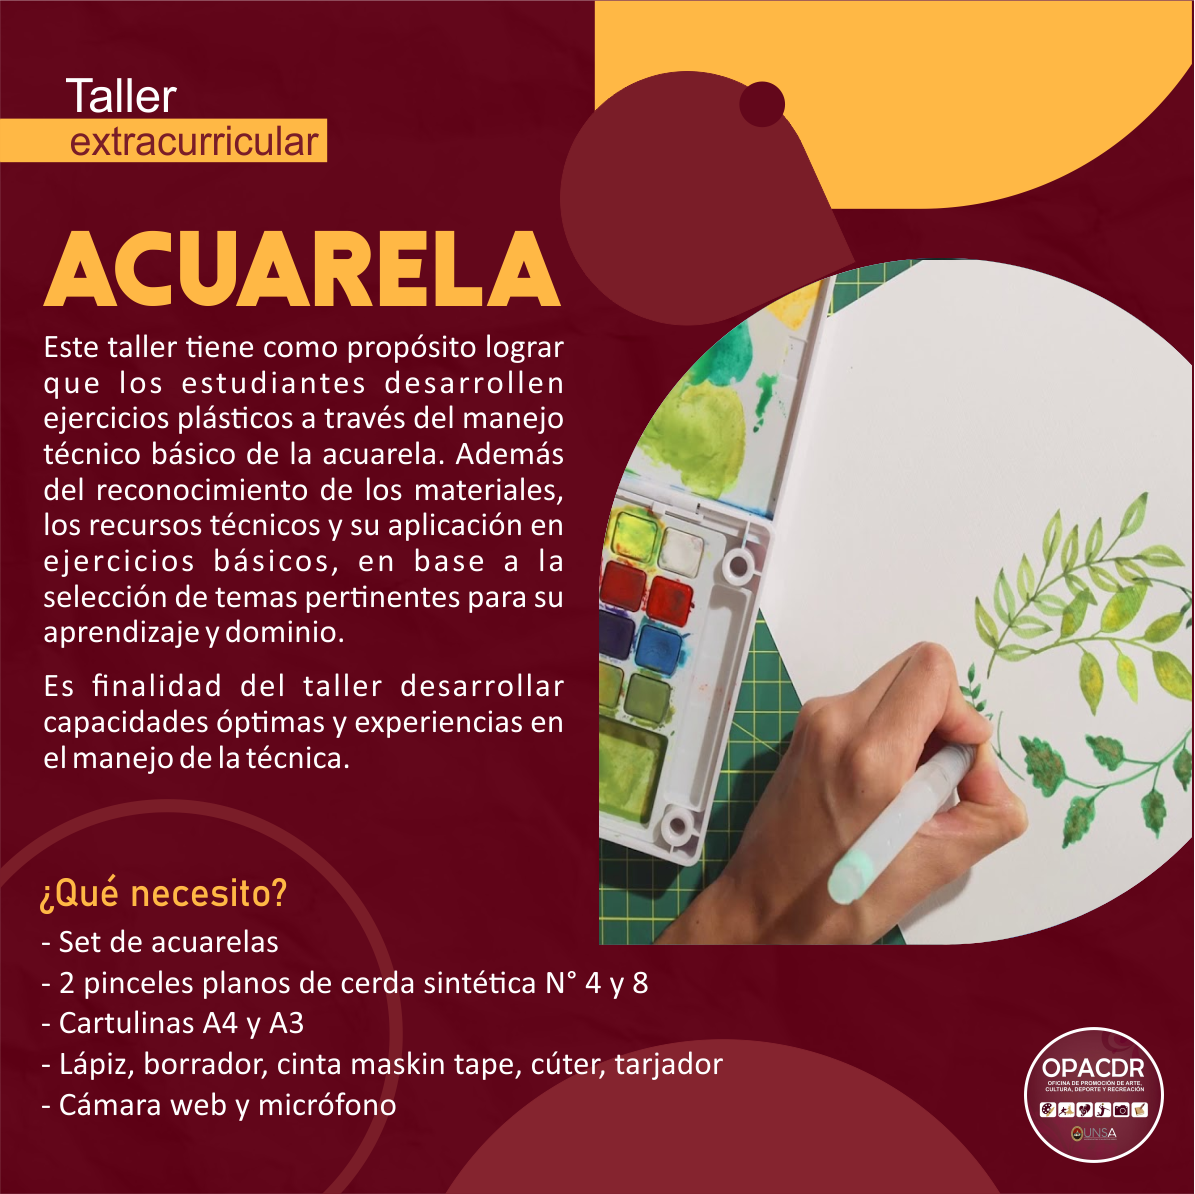 Taller
extracurricular
ACUARELA
Este taller tiene como propósito lograr
que los estudiantes desarrollen
ejercicios plásticos a través del manejo
técnico básico de la acuarela. Además
del reconocimiento de los materiales,
los recursos técnicos y su aplicación en
ejercicios básicos, en base a la
selección de temas pertinentes para su
aprendizaje y dominio.
Es finalidad del taller desarrollar
capacidades óptimas y experiencias en
el manejo de la técnica.
¿Qué necesito?
- Set de acuarelas
- 2 pinceles planos de cerda sintética N° 4 y 8
- Cartulinas A4 y A3
- Lápiz, borrador, cinta maskin tape, cúter, tarjador
- Cámara web y micrófono
OPACDR
OFICINA DE PROMOCIÓN DE ARTE,
CULTURA, DEPORTE Y RECREACIÓN
UNSA